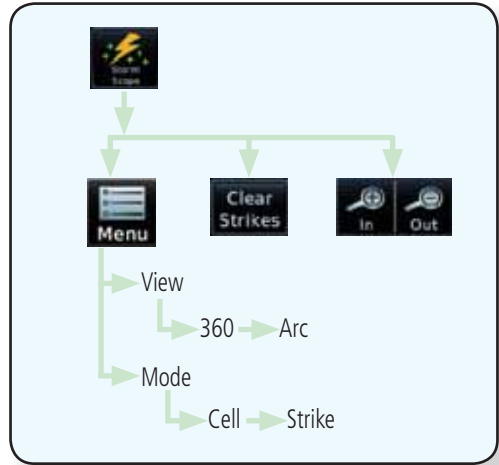 Storm
Scope
Menu
Clear
Strikes
In
Out
View
360
Arc
Mode
Cell
Strike